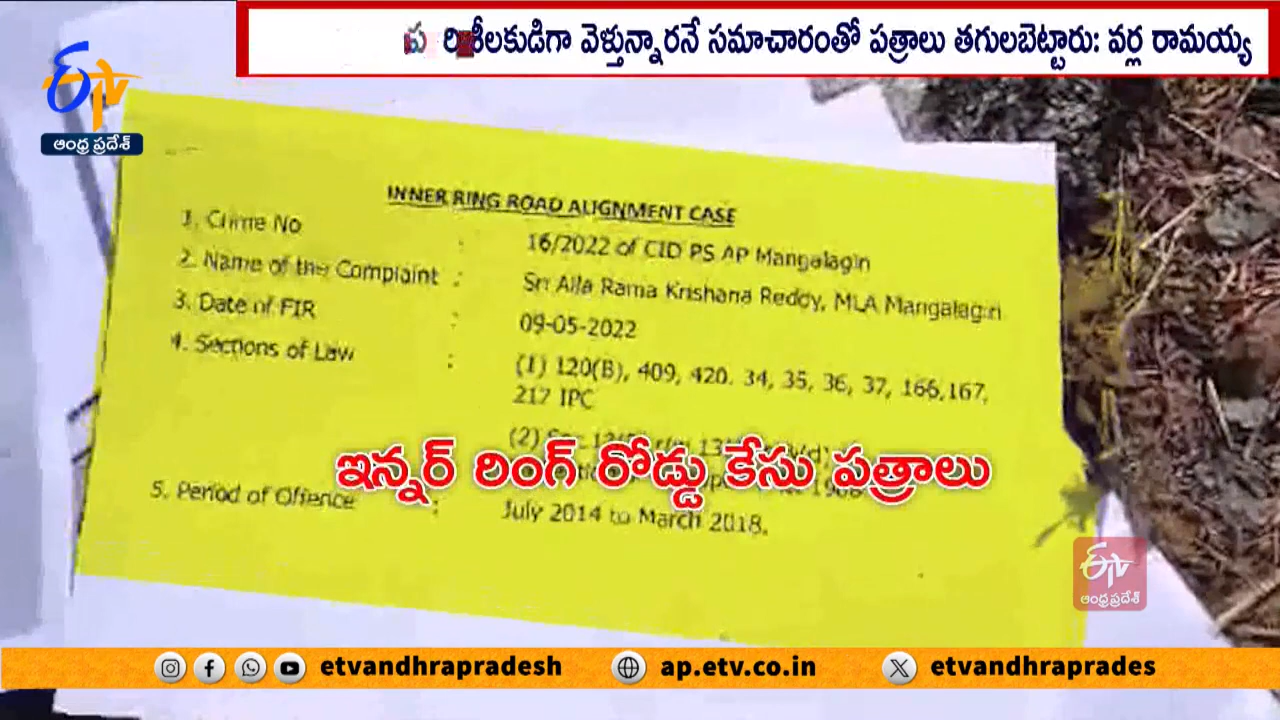 రిశీలకుడిగా వెళ్తున్నారనే సమాచారంతో పత్రాలు తగులబెట్టారు: వర్ల రామయ్య
ETV
ఆంధ్ర ప్రదేశ్
INNER RING ROAD ALIGNMENT CASE
1. Crime No : 16/2022 of CID PS AP Mangalagiri
2. Name of the Complaint : Sri Alla Rama Krishana Reddy, MLA Mangalagiri
3. Date of FIR : 09-05-2022
4. Sections of Law : (1) 120(B), 409, 420. 34, 35, 36, 37, 166,167,
217 IPC
(2)
ఇన్నర్ రింగ్ రోడ్డు కేసు పత్రాలు
5. Period of Offence : July 2014 to March 2018.
ETV
ఆంధ్రప్రదేశ్
etvandhrapradesh ap.etv.co.in etvandhraprades